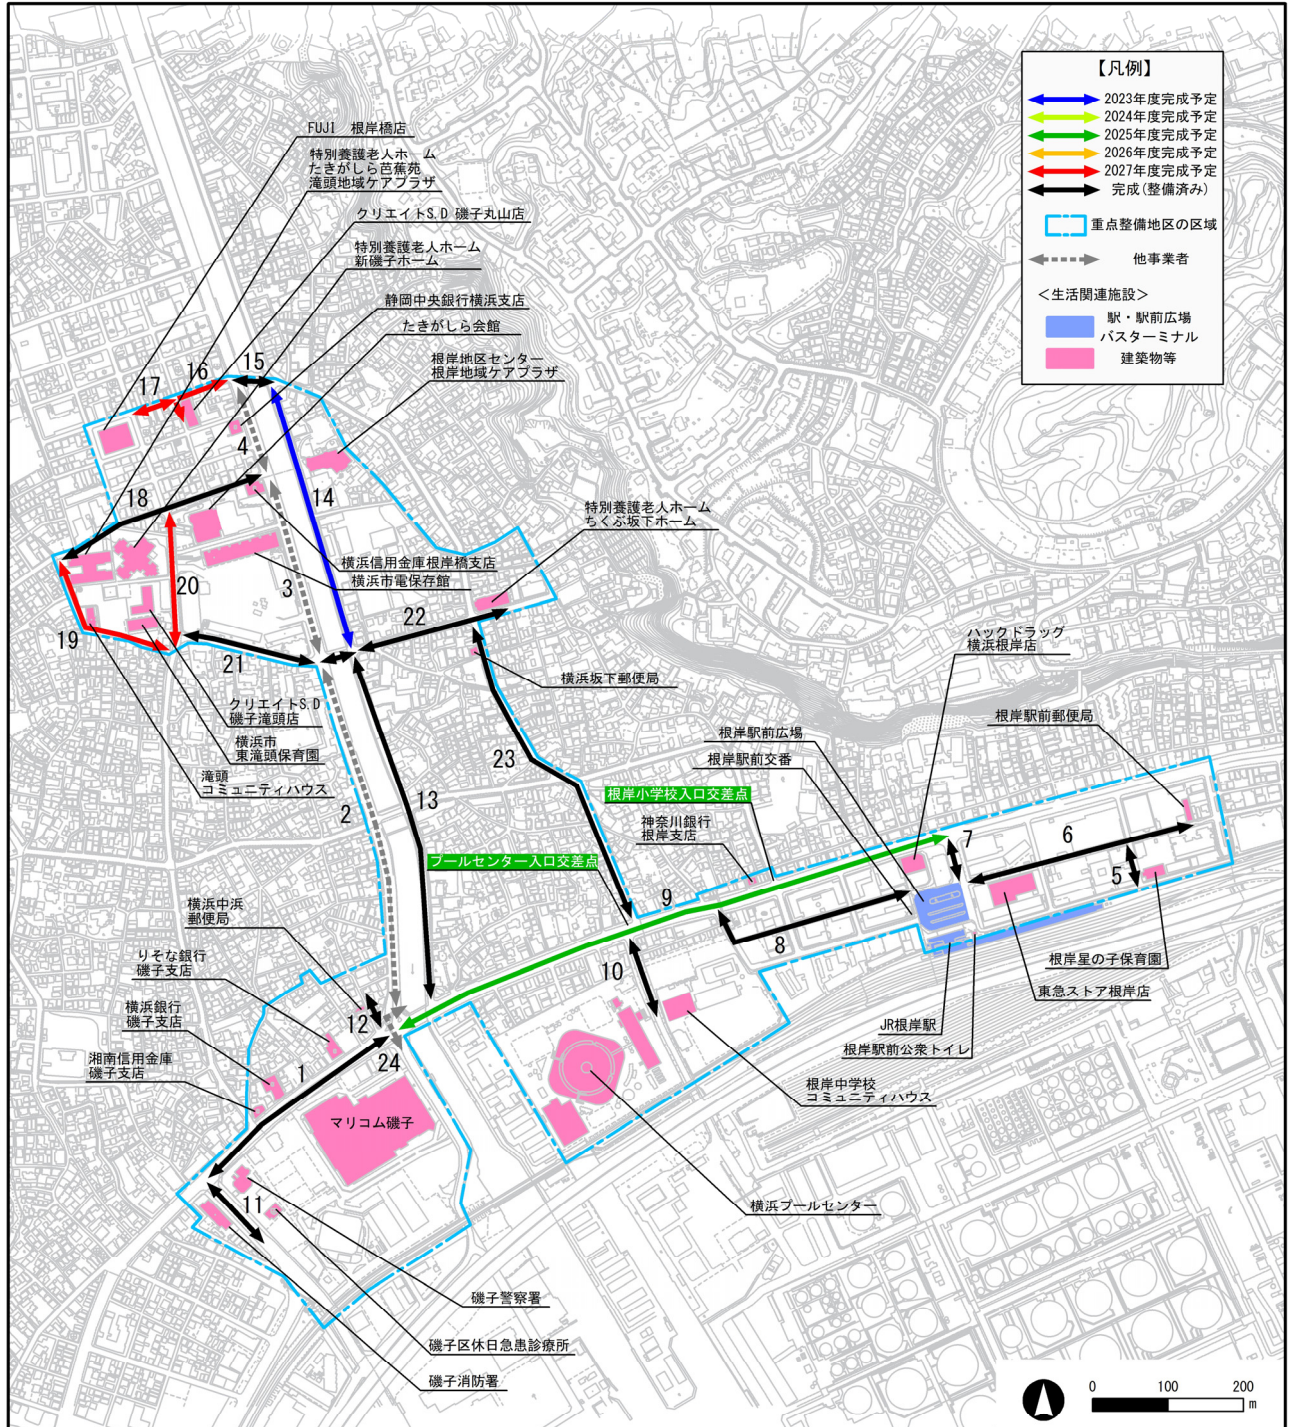 【凡例】
2023年度完成予定
2024年度完成予定
2025年度完成予定
2026年度完成予定
2027年度完成予定
完成(整備済み)
重点整備地区の区域
他事業者
＜生活関連施設＞
駅・駅前広場
バスターミナル
建築物等
FUJI 根岸橋店
特別養護老人ホーム
たきがしら芭蕉苑
滝頭地域ケアプラザ
クリエイトS.D 磯子丸山店
特別養護老人ホーム
新磯子ホーム
静岡中央銀行横浜支店
たきがしら会館
根岸地区センター
根岸地域ケアプラザ
15
16
17
4
18
14
特別養護老人ホーム
ちくぶ坂下ホーム
横浜信用金庫根岸橋支店
横浜市電保存館
3
20
22
19
21
ハックドラッグ
横浜根岸店
横浜坂下郵便局
クリエイトS.D
磯子滝頭店
横浜市
東滝頭保育園
滝頭
コミュニティハウス
根岸駅前郵便局
根岸駅前広場
根岸駅前交番
23
2
13
根岸小学校入口交差点
神奈川銀行
根岸支店
プールセンター入口交差点
7
6
5
9
8
10
横浜中浜
郵便局
りそな銀行
磯子支店
横浜銀行
磯子支店
湘南信用金庫
磯子支店
12
24
1
根岸星の子保育園
東急ストア根岸店
JR根岸駅
根岸駅前公衆トイレ
根岸中学校
コミュニティハウス
マリコム磯子
11
横浜プールセンター
磯子警察署
磯子区休日急患診療所
磯子消防署
0 100 200
m